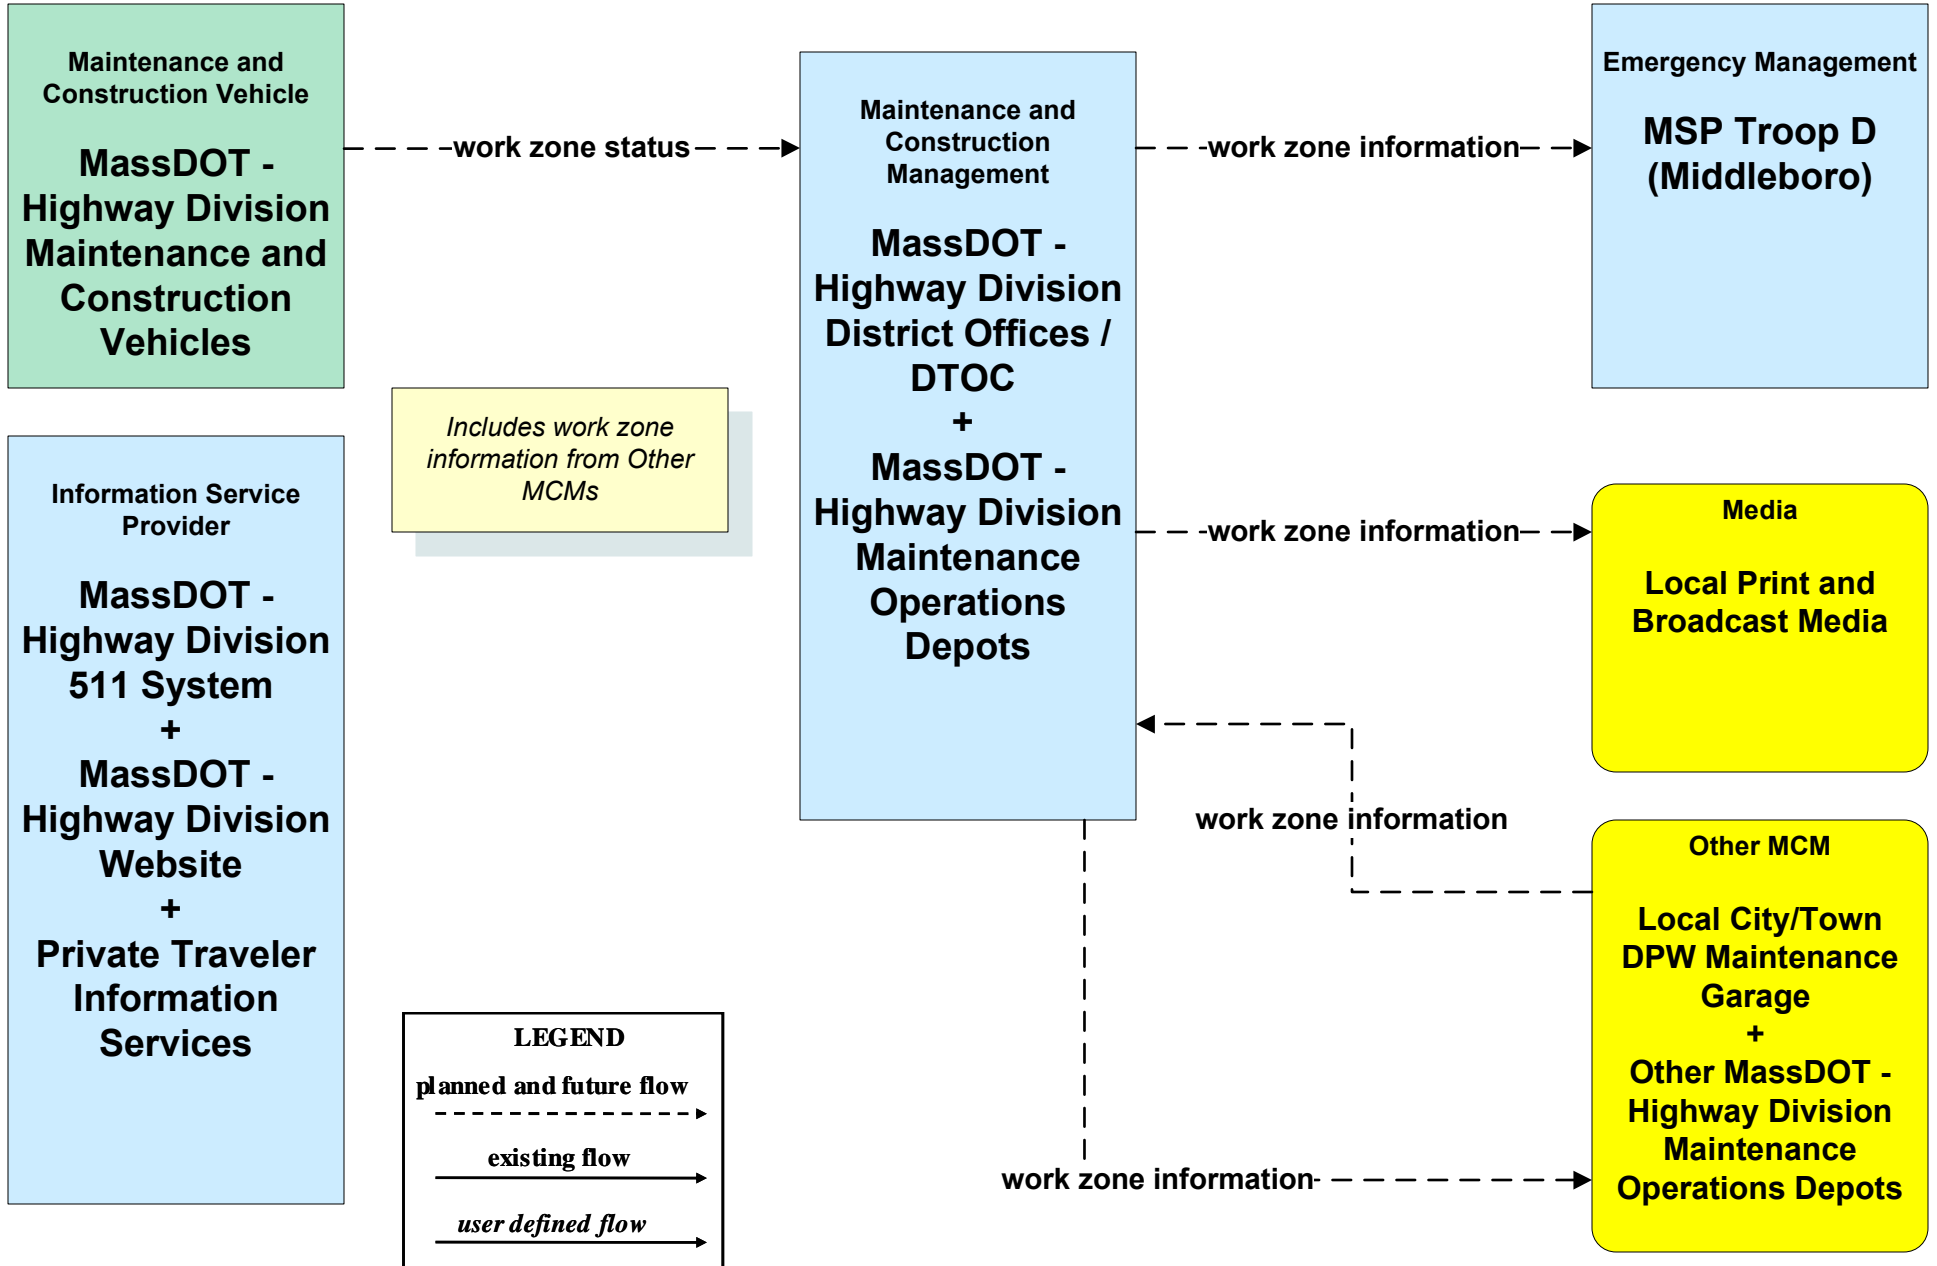 Maintenance and
Construction Vehicle
MassDOT -
Highway Division
Maintenance and
Construction
Vehicles
work zone status
Maintenance and
Construction
Management
MassDOT -
Highway Division
District Offices /
DTOC
+
MassDOT -
Highway Division
Maintenance
Operations
Depots
work zone information
Emergency Management
MSP Troop D
(Middleboro)
Includes work zone
information from Other
MCMs
Information Service
Provider
MassDOT -
Highway Division
511 System
+
MassDOT -
Highway Division
Website
+
Private Traveler
Information
Services
work zone information
Media
Local Print and
Broadcast Media
work zone information
Other MCM
Local City/Town
DPW Maintenance
Garage
+
Other MassDOT -
Highway Division
Maintenance
Operations Depots
work zone information
LEGEND
planned and future flow
existing flow
user defined flow